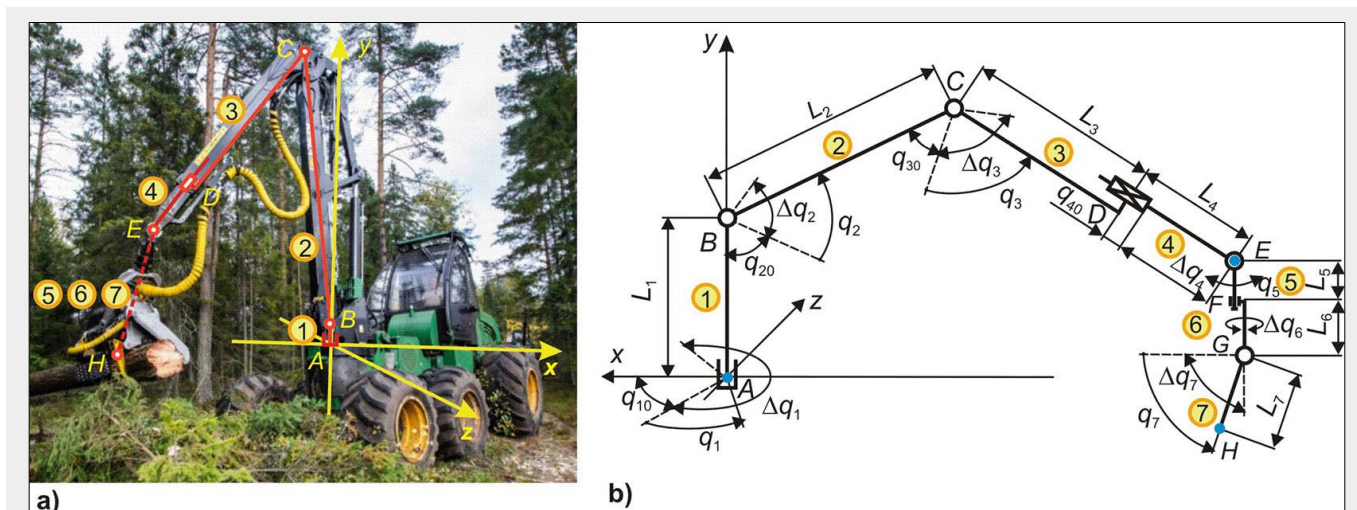 C
y
3
4
D
E
2
5 6 7
1
B
A
x
H
z
a)
y
C
L2
L3
2
q30
Δq3
3
q3
L4
Δq2
q2
B
q20
q40
D
4
Δq4
E
q5
5
L5
L1
1
z
F
6
Δq6
L6
G
x
A
q10
Δq1
q1
Δq7
q7
7
L7
H
b)